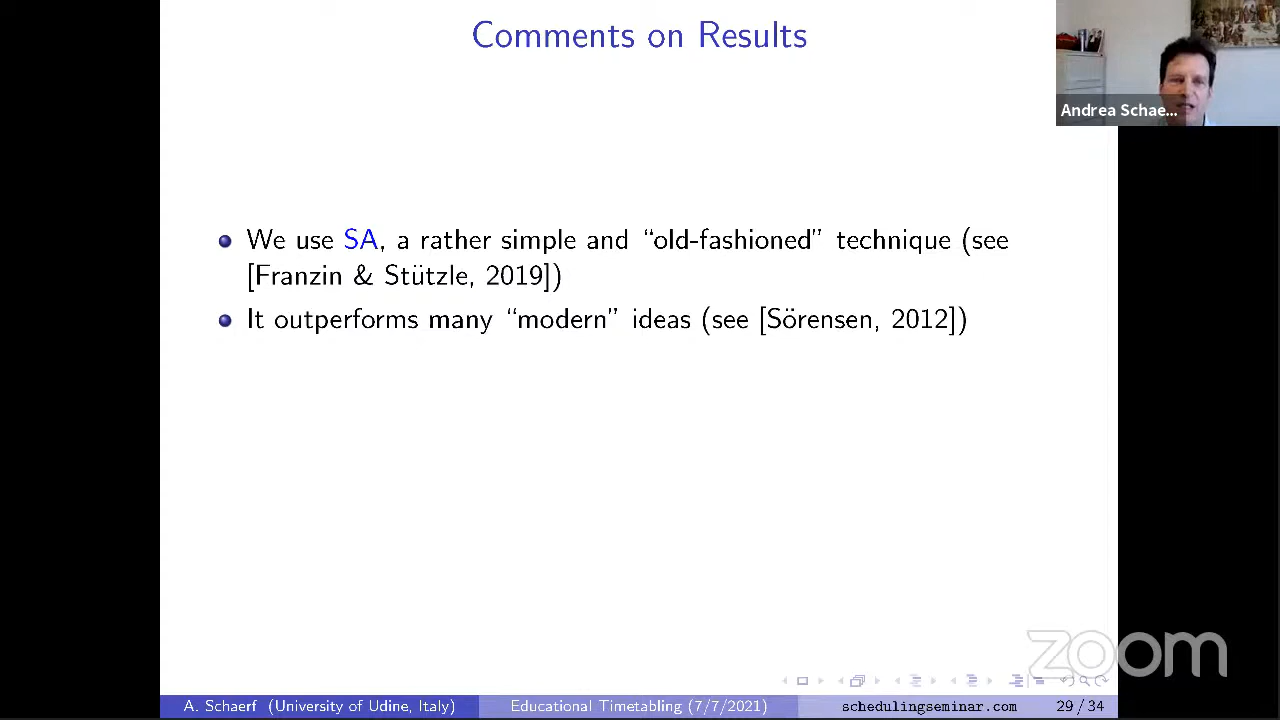 Comments on Results
Andrea Schae...
We use SA, a rather simple and “old-fashioned” technique (see
[Franzin & Stützle, 2019])
It outperforms many “modern” ideas (see [Sörensen, 2012])
zoom
A. Schaerf (University of Udine, Italy) Educational Timetabling (7/7/2021) schedulingseminar.com 29 / 34